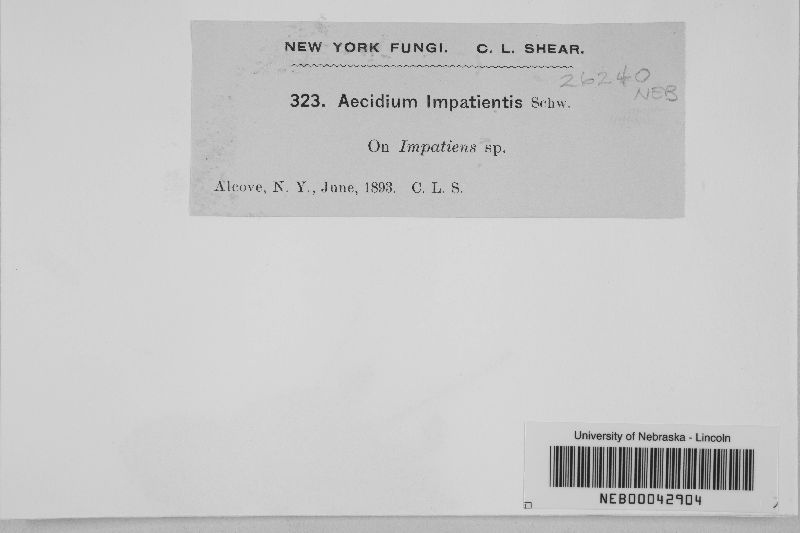 NEW YORK FUNGI. C. L. SHEAR.
26240
NEB
323. Aecidium Impatientis Schw.
On Impatiens sp.
Alcove, N. Y., June, 1893. C. L. S.
University of Nebraska - Lincoln
NEB00042904